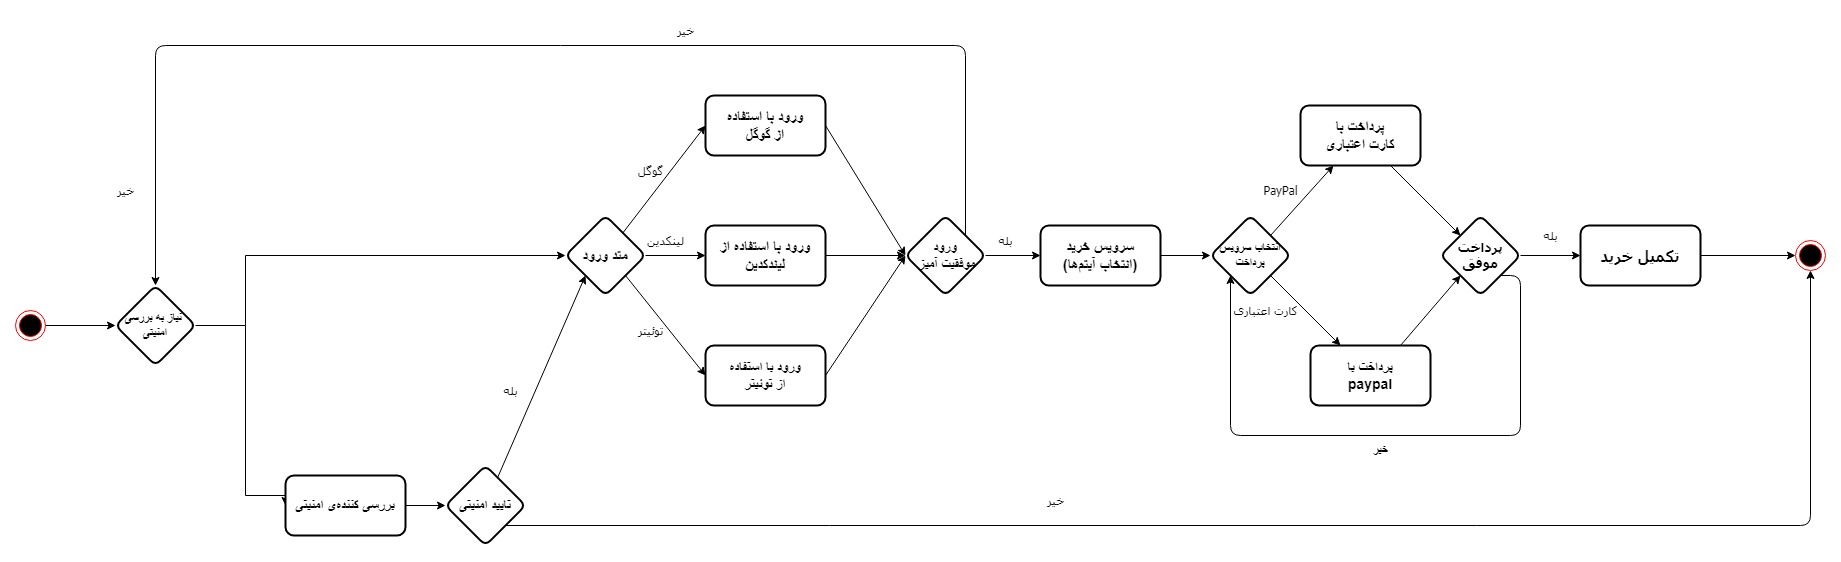 خیر
خیر
نیاز به بررسی
امنیتی
بررسی کننده‌ی امنیتی
تایید امنیتی
بله
خیر
متد ورود
گوگل
لینکدین
توئیتر
ورود با استفاده
از گوگل
ورود با استفاده از
لیندکدین
ورود با استفاده
از توئیتر
ورود
موفقیت آمیز
بله
سرویس خرید
(انتخاب آیتم‌ها)
انتخاب سرویس
پرداخت
PayPal
کارت اعتباری
پرداخت با
کارت اعتباری
پرداخت با
paypal
پرداخت
موفق
خیر
بله
تکمیل خرید